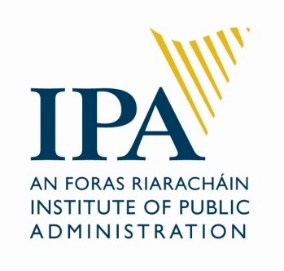 IPA
AN FORAS RIARACHÁIN
INSTITUTE OF PUBLIC
ADMINISTRATION